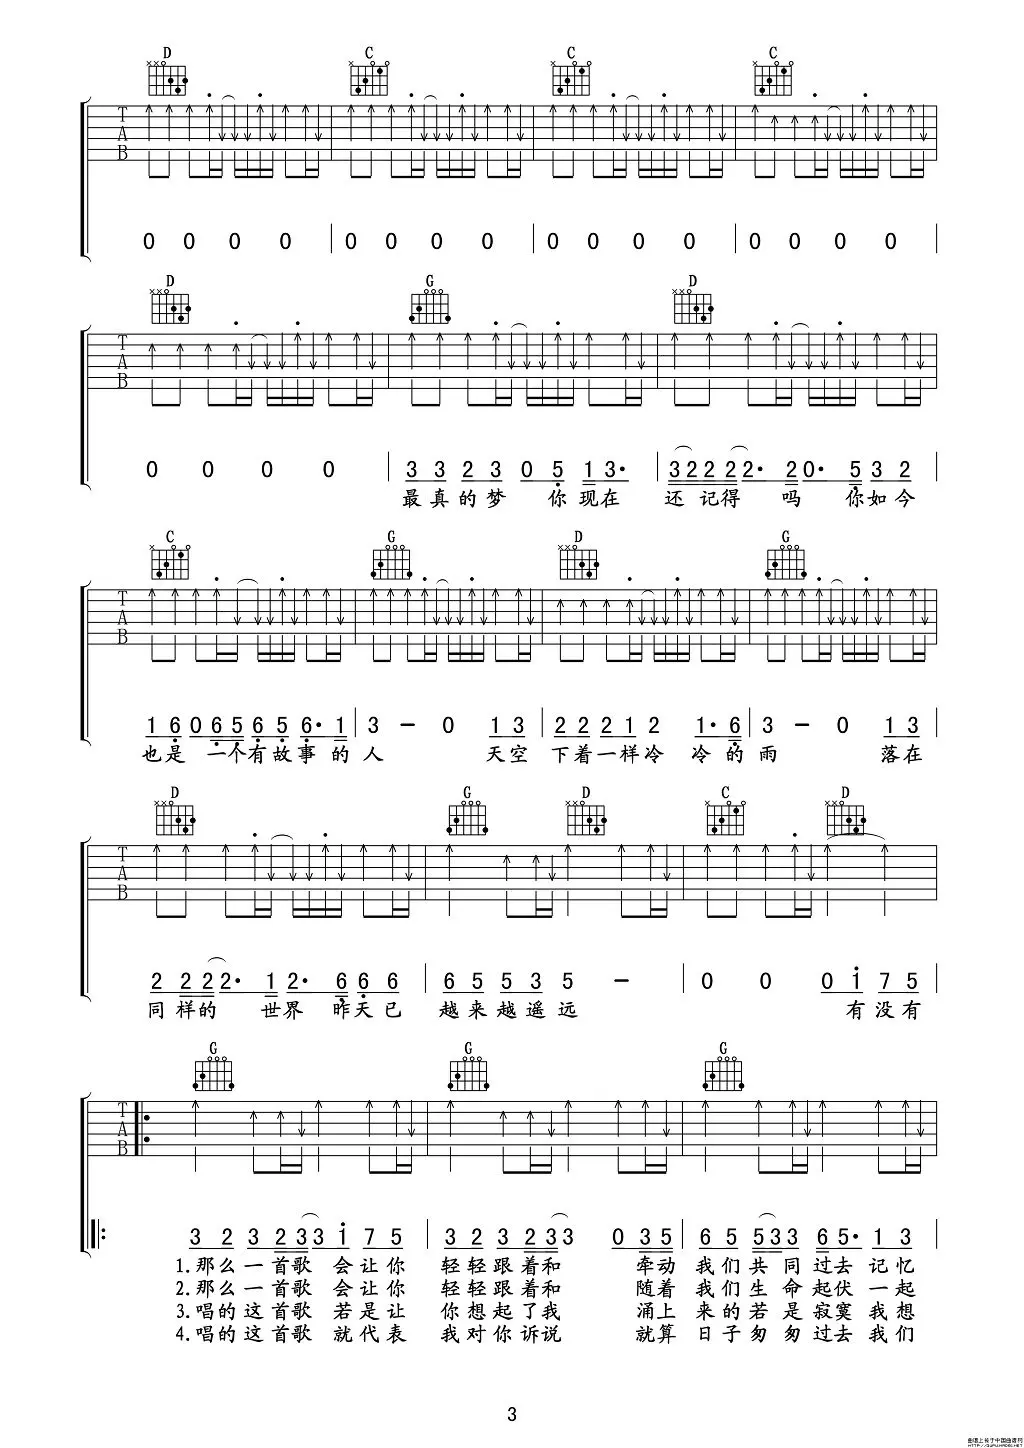 D C C C
T
A
B
0 0 0 0 0 0 0 0 0 0 0 0 0 0 0 0
D G D
T
A
B
0 0 0 0 3 3 2 3 0 5 1 3· 3 2 2 2 2 2· 2 0· 5 3 2
最真的梦 你现在 还记得 吗 你如今
C G D G
T
A
B
1 6 0 6 5 6 5 6· 1 3 - 0 1 3 2 2 2 1 2 1· 6 3 - 0 1 3
也是 一个有故事的人 天空 下着一样冷 冷的雨 落在
D G D C D
T
A
B
2 2 2 2 2· 1 2· 6 6 6 6 5 5 3 5 - 0 0 0 1 7 5
同样的 世界 昨天已 越来越遥远 有没有
G G G
T
A
B
3 2 3 2 3 3 1 7 5 3 2 3 2 3 3 0 3 5 6 5 5 3 3 6 5· 1 3
1.那么一首歌 会让你 轻轻跟着和 牵动 我们共同过去 记忆
2.那么一首歌 会让你 轻轻跟着和 随着 我们生命起伏 一起
3.唱的这首歌 若是让 你想起了我 涌上 来的若是寂寞 我想
4.唱的这首歌 就代表 我对你诉说 就算 日子匆匆过去 我们
3